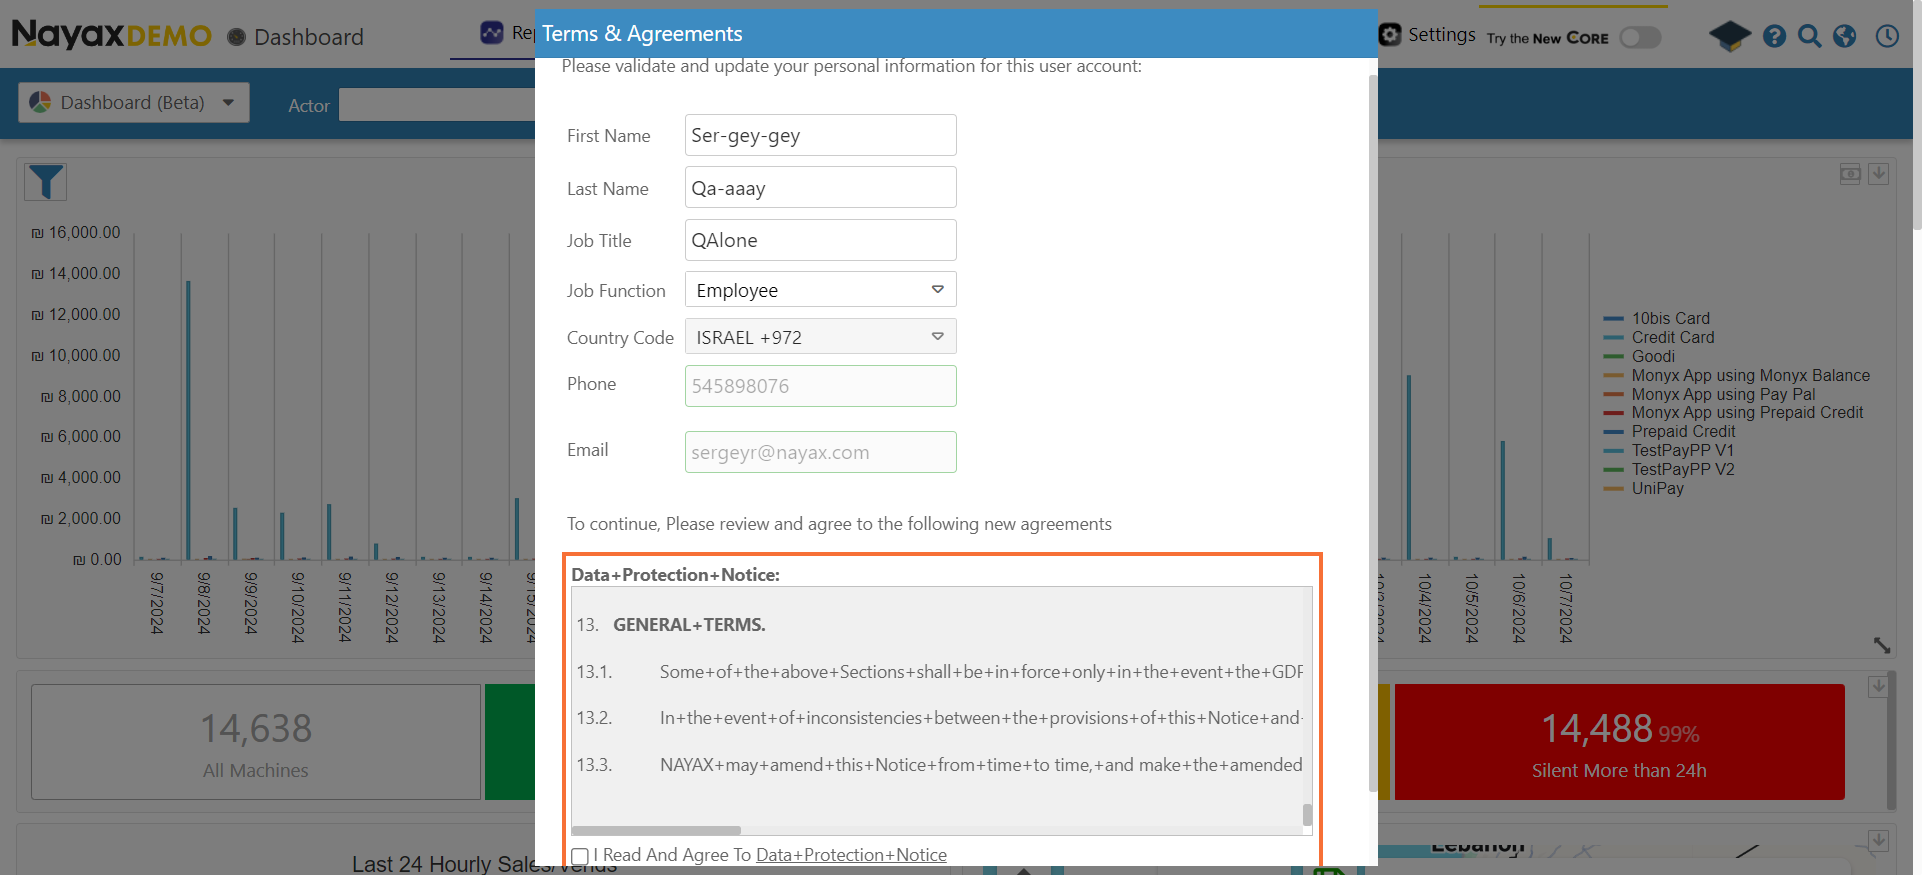 NayaxDEMO
Dashboard
Rep
Terms & Agreements
Settings
Try the New CORE
Dashboard (Beta)
Actor
Please validate and update your personal information for this user account:
First Name
Ser-gey-gey
Last Name
Qa-aaay
Job Title
QAlone
Job Function
Employee
Country Code
ISRAEL +972
Phone
545898076
Email
sergeyr@nayax.com
To continue, Please review and agree to the following new agreements
Data+Protection+Notice:
13. GENERAL+TERMS.
13.1. Some+of+the+above+Sections+shall+be+in+force+only+in+the+event+the+GDP
13.2. In+the+event+of+inconsistencies+between+the+provisions+of+this+Notice+and
13.3. NAYAX+may+amend+this+Notice+from+time+to time,+and make+the+amended
I Read And Agree To Data+Protection+Notice
₪ 16,000.00
₪ 14,000.00
₪ 12,000.00
₪ 10,000.00
₪ 8,000.00
₪ 6,000.00
₪ 4,000.00
₪ 2,000.00
₪ 0.00
9/7/2024
9/8/2024
9/9/2024
9/10/2024
9/11/2024
9/12/2024
9/13/2024
9/14/2024
9/15/2024
10/3/2024
10/4/2024
10/5/2024
10/6/2024
10/7/2024
10bis Card
Credit Card
Goodi
Monyx App using Monyx Balance
Monyx App using Pay Pal
Monyx App using Prepaid Credit
Prepaid Credit
TestPayPP V1
TestPayPP V2
UniPay
14,638
All Machines
14,488 99%
Silent More than 24h
Last 24 Hourly Sales/Vends
Lebanon